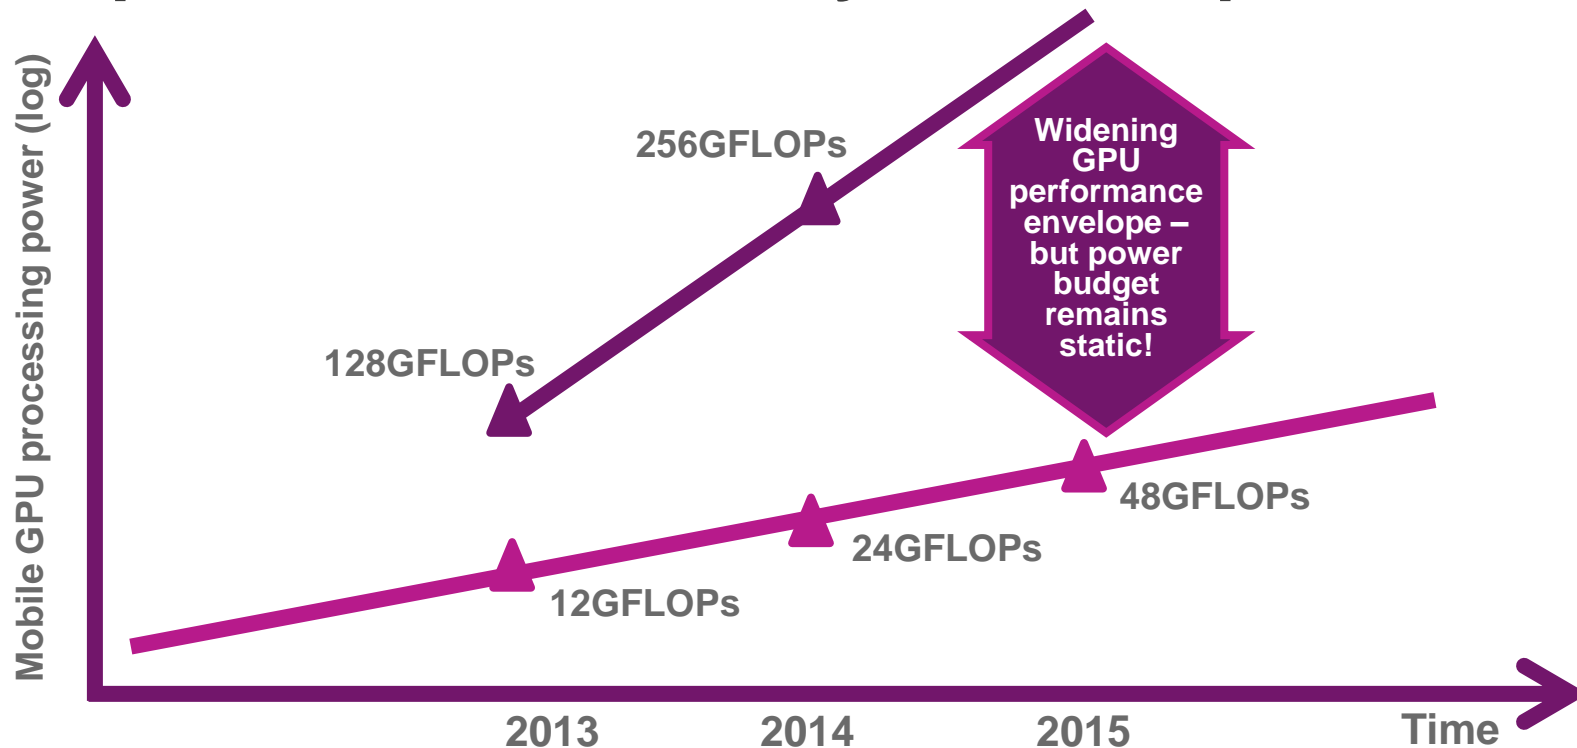 Mobile GPU processing power (log)
256GFLOPs
128GFLOPs
Widening
GPU
performance
envelope –
but power
budget
remains
static!
48GFLOPs
24GFLOPs
12GFLOPs
2013
2014
2015
Time